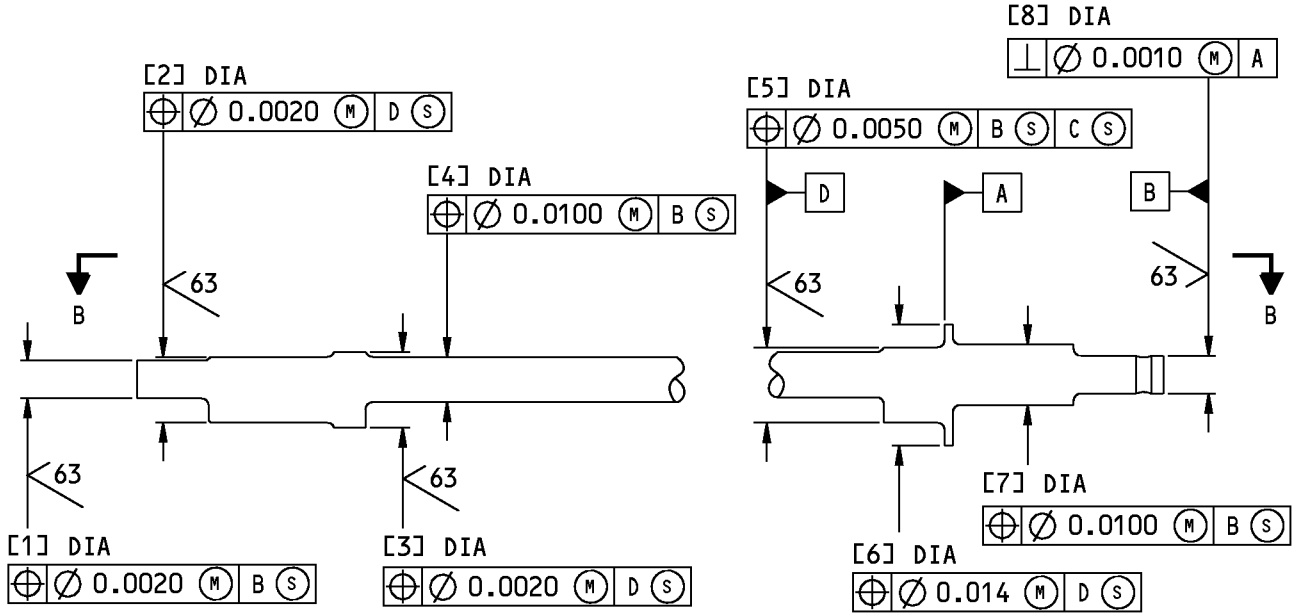 [8] DIA
⊥ ∅ 0.0010 Ⓜ A
[2] DIA
⌖ ∅ 0.0020 Ⓜ D Ⓢ
[5] DIA
⌖ ∅ 0.0050 Ⓜ B Ⓢ C Ⓢ
[4] DIA
⌖ ∅ 0.0100 Ⓜ B Ⓢ
D
A
B
63
63
63
B
B
63
63
[7] DIA
⌖ ∅ 0.0100 Ⓜ B Ⓢ
[1] DIA
⌖ ∅ 0.0020 Ⓜ B Ⓢ
[3] DIA
⌖ ∅ 0.0020 Ⓜ D Ⓢ
[6] DIA
⌖ ∅ 0.014 Ⓜ D Ⓢ